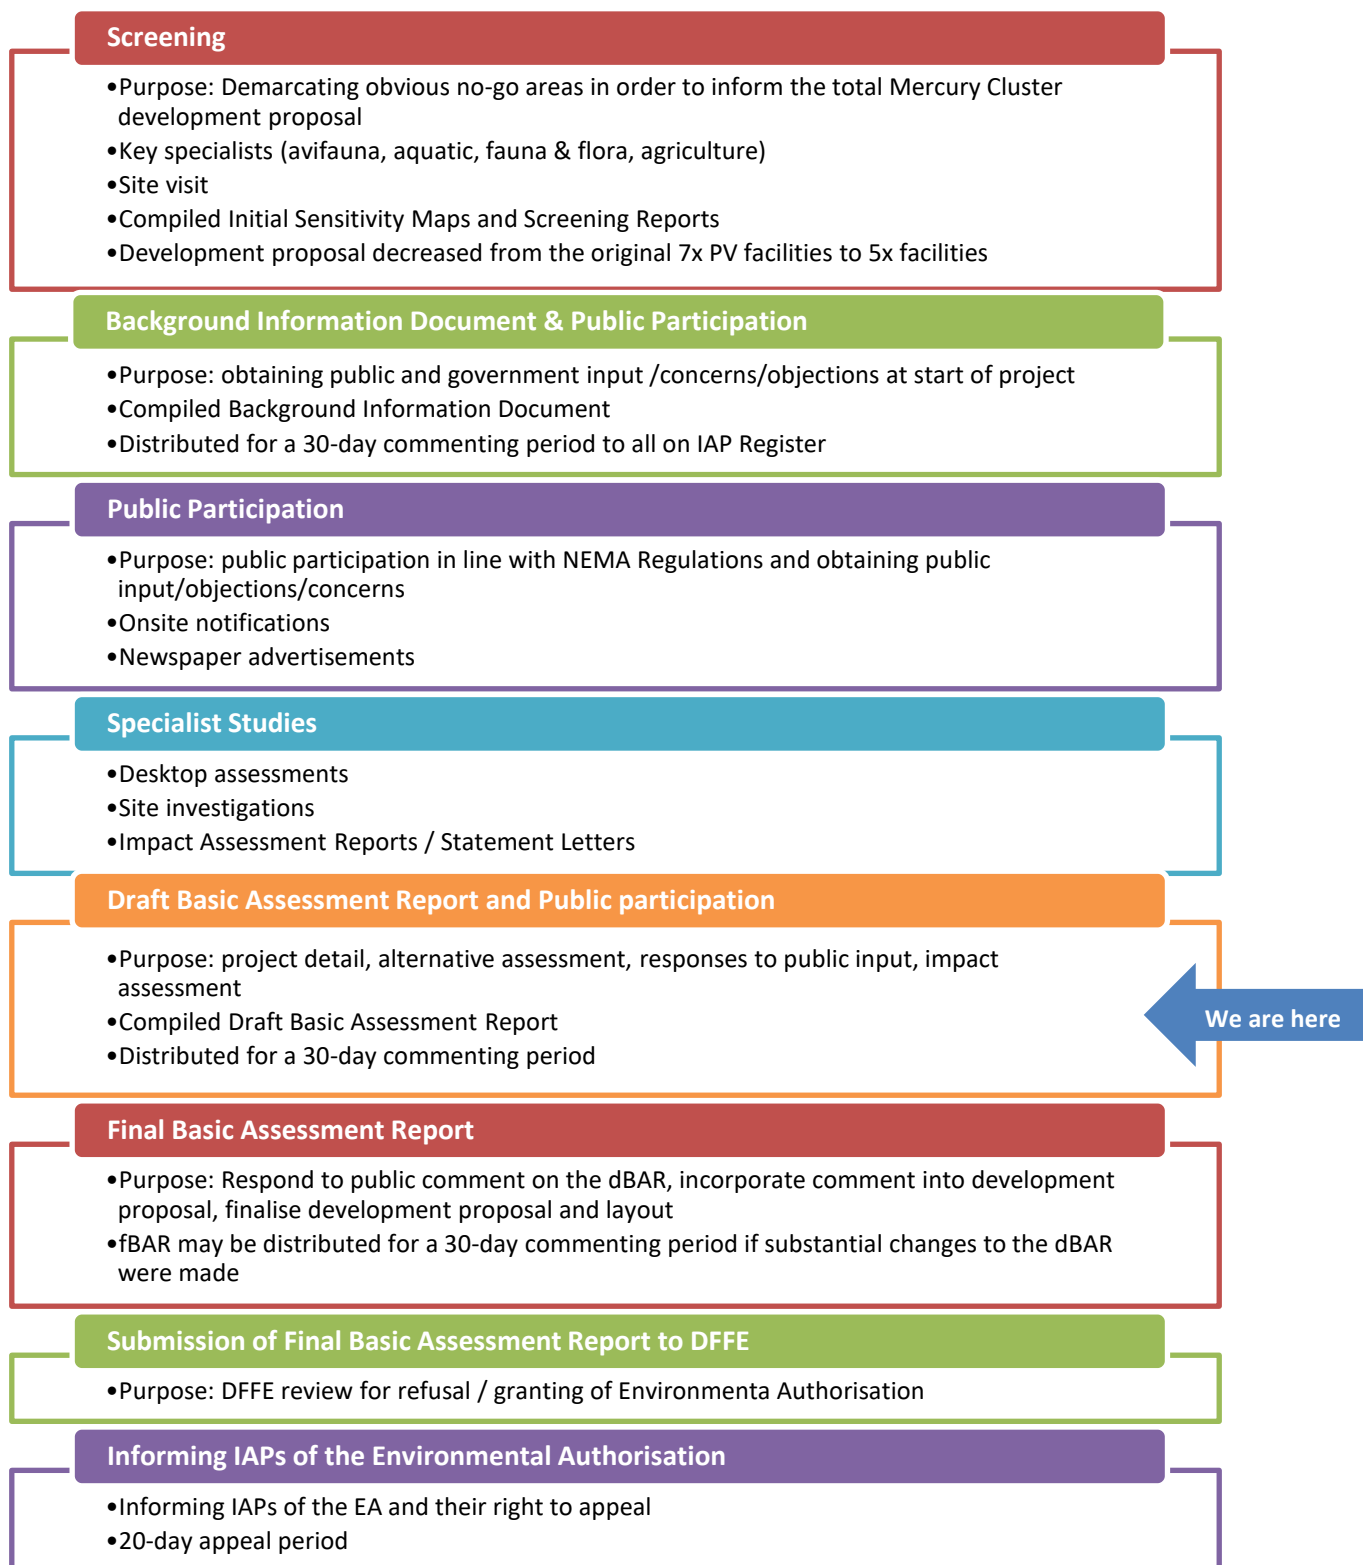 Screening
•Purpose: Demarcating obvious no-go areas in order to inform the total Mercury Cluster
development proposal
•Key specialists (avifauna, aquatic, fauna & flora, agriculture)
•Site visit
•Compiled Initial Sensitivity Maps and Screening Reports
•Development proposal decreased from the original 7x PV facilities to 5x facilities
Background Information Document & Public Participation
•Purpose: obtaining public and government input /concerns/objections at start of project
•Compiled Background Information Document
•Distributed for a 30-day commenting period to all on IAP Register
Public Participation
•Purpose: public participation in line with NEMA Regulations and obtaining public
input/objections/concerns
•Onsite notifications
•Newspaper advertisements
Specialist Studies
•Desktop assessments
•Site investigations
•Impact Assessment Reports / Statement Letters
Draft Basic Assessment Report and Public participation
•Purpose: project detail, alternative assessment, responses to public input, impact
assessment
•Compiled Draft Basic Assessment Report
•Distributed for a 30-day commenting period
We are here
Final Basic Assessment Report
•Purpose: Respond to public comment on the dBAR, incorporate comment into development
proposal, finalise development proposal and layout
•fBAR may be distributed for a 30-day commenting period if substantial changes to the dBAR
were made
Submission of Final Basic Assessment Report to DFFE
•Purpose: DFFE review for refusal / granting of Environmenta Authorisation
Informing IAPs of the Environmental Authorisation
•Informing IAPs of the EA and their right to appeal
•20-day appeal period